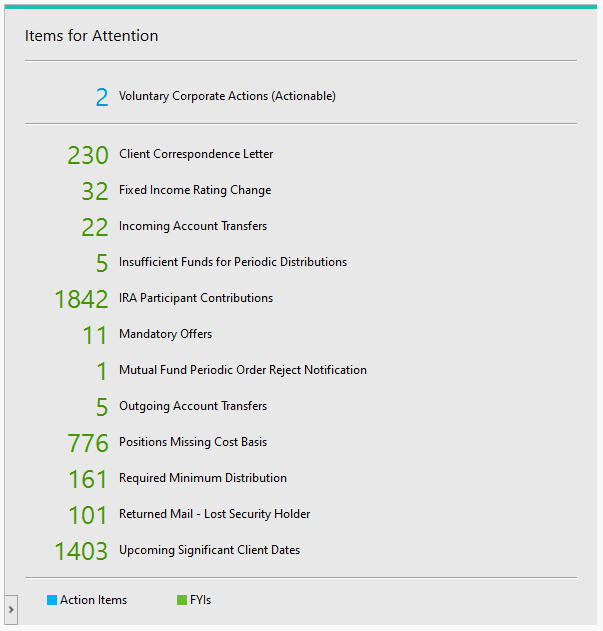 Items for Attention
2 Voluntary Corporate Actions (Actionable)
230 Client Correspondence Letter
32 Fixed Income Rating Change
22 Incoming Account Transfers
5 Insufficient Funds for Periodic Distributions
1842 IRA Participant Contributions
11 Mandatory Offers
1 Mutual Fund Periodic Order Reject Notification
5 Outgoing Account Transfers
776 Positions Missing Cost Basis
161 Required Minimum Distribution
101 Returned Mail - Lost Security Holder
1403 Upcoming Significant Client Dates
Action Items FYIs